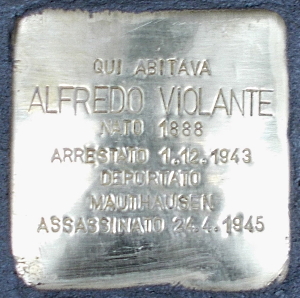 QUI ABITAVA
ALFREDO VIOLANTE
NATO 1888
ARRESTATO 1.12.1943
DEPORTATO
MAUTHAUSEN
ASSASSINATO 24.4.1945